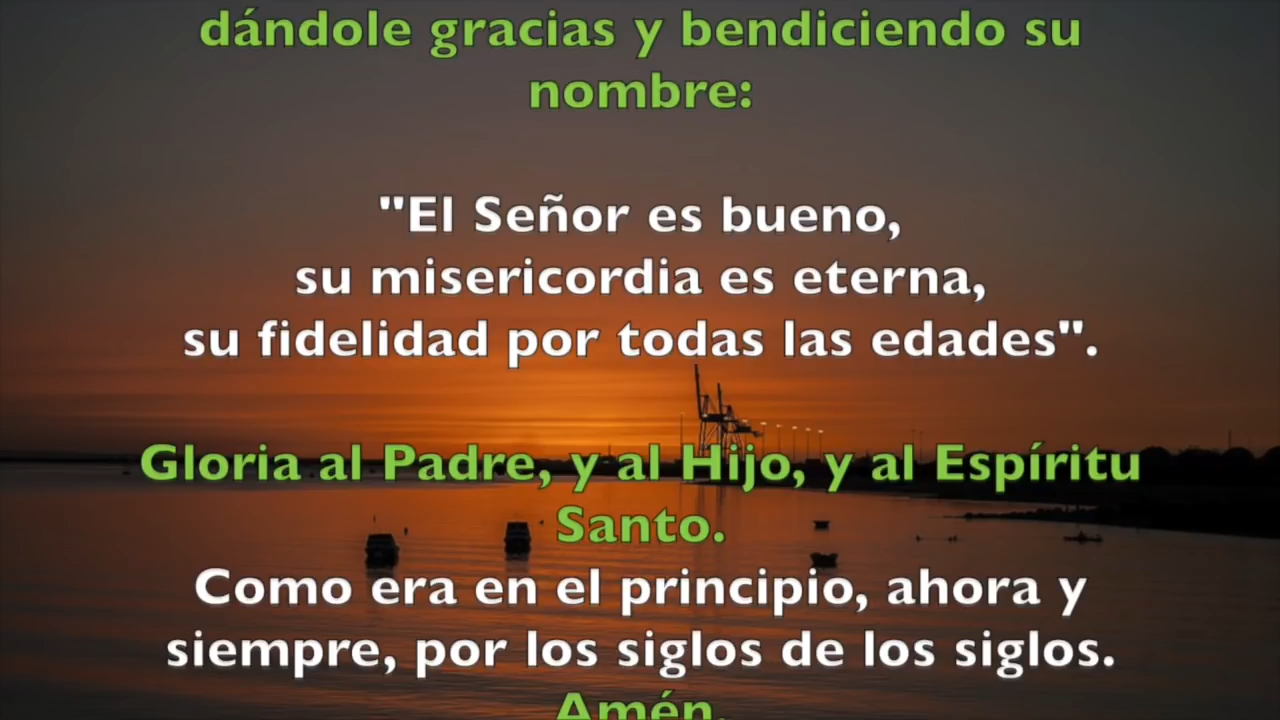 dándole gracias y bendiciendo su
nombre:
"El Señor es bueno,
su misericordia es eterna,
su fidelidad por todas las edades".
Gloria al Padre, y al Hijo, y al Espíritu
Santo.
Como era en el principio, ahora y
siempre, por los siglos de los siglos.
Amén.